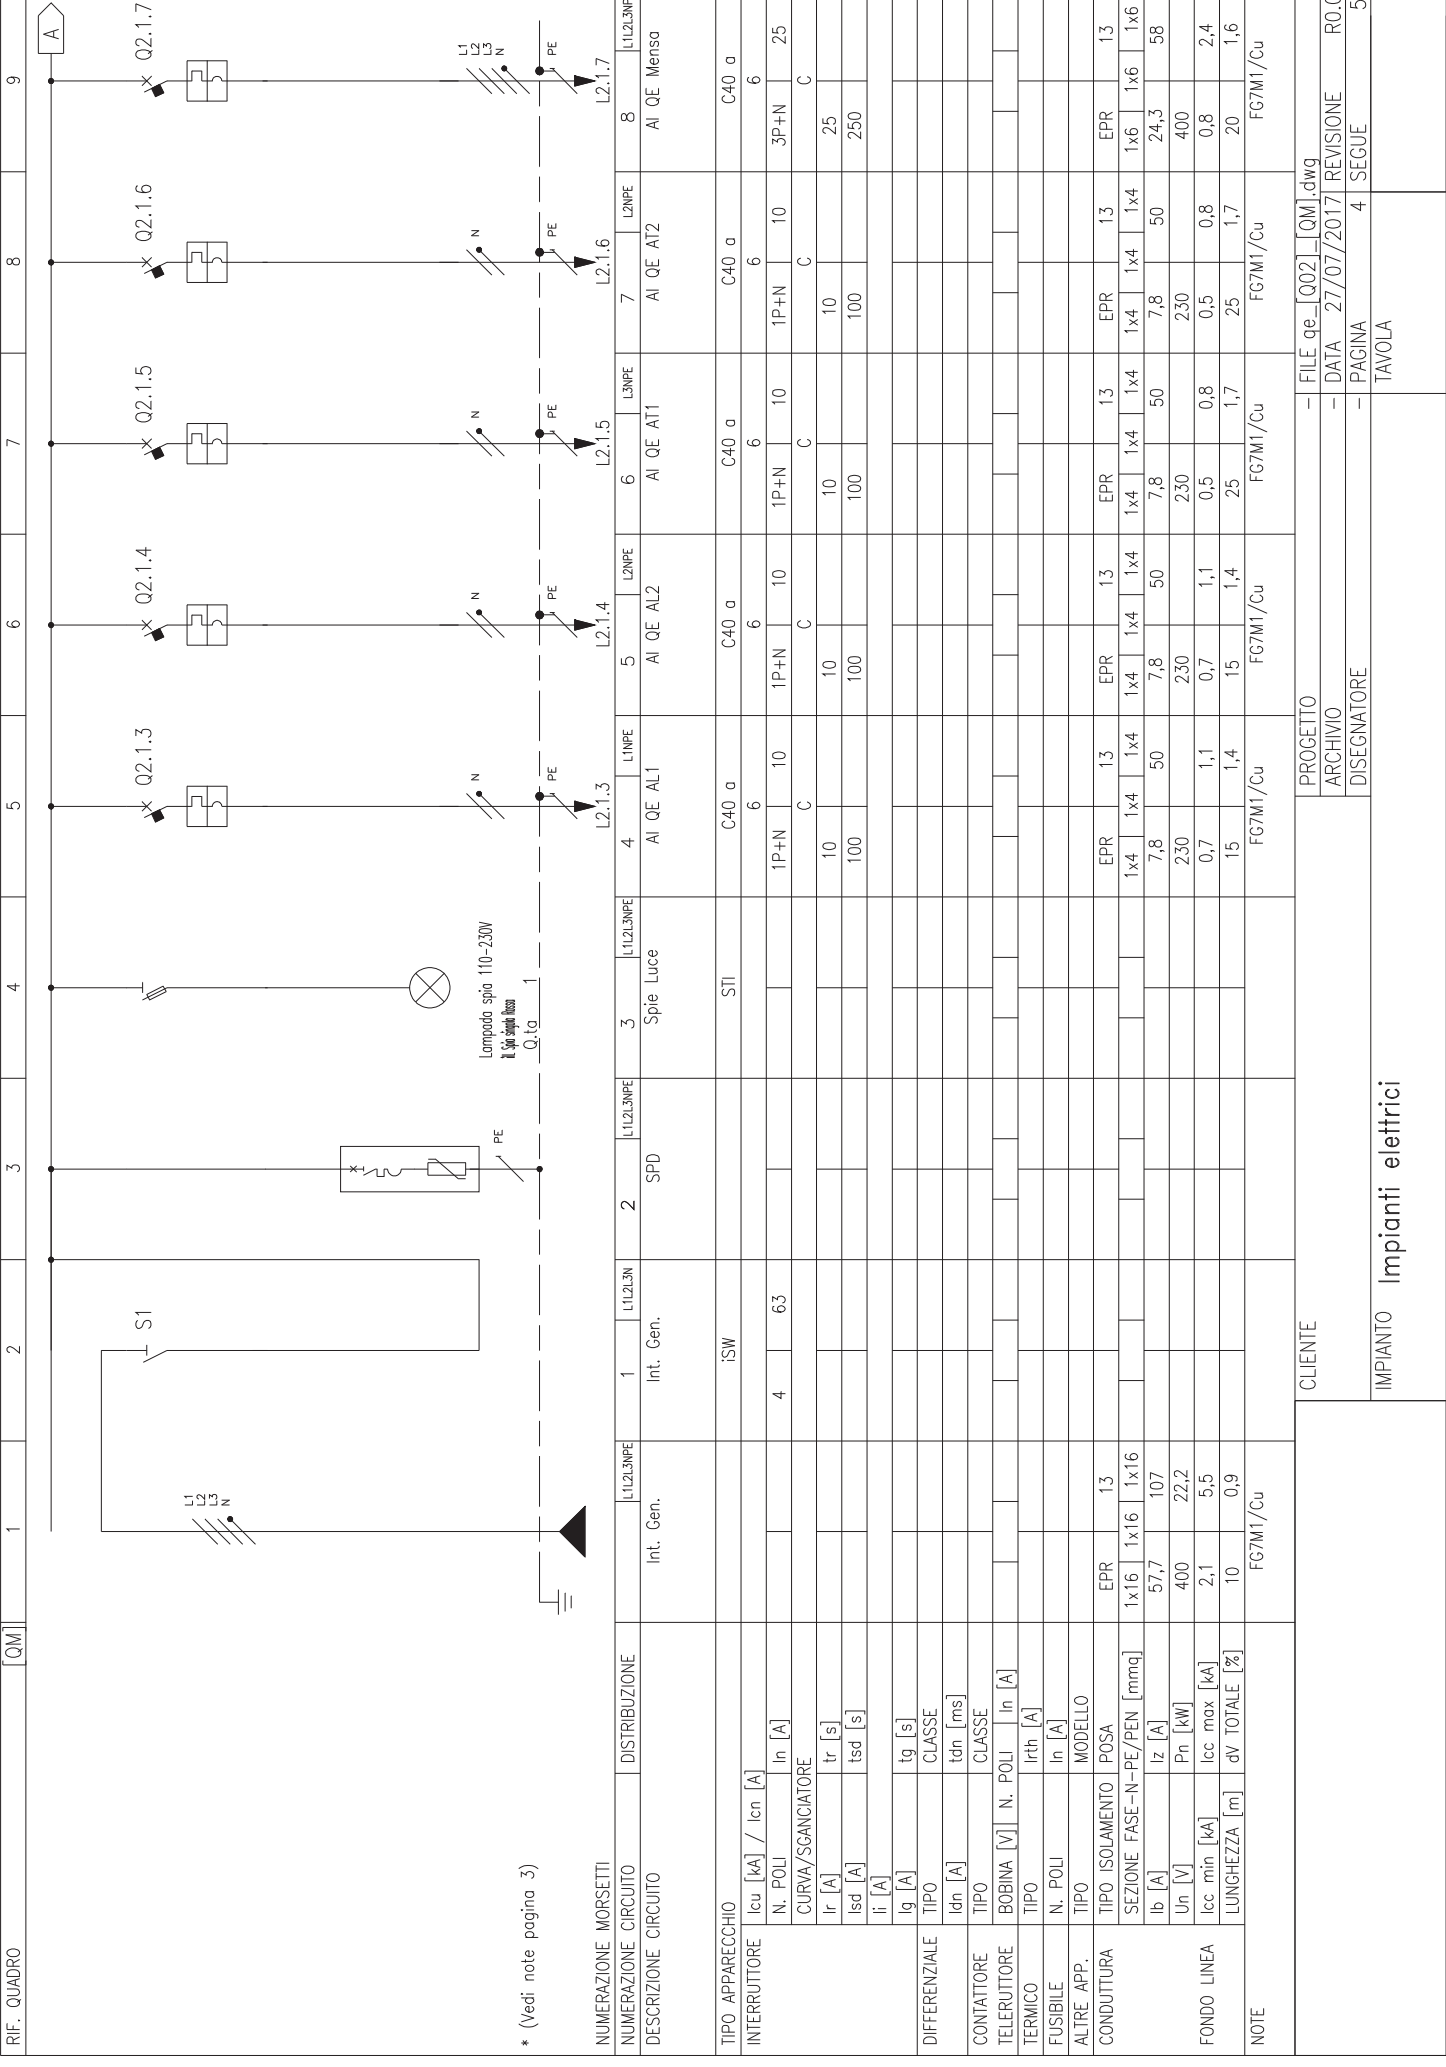 RIF. QUADRO [QM] 1 2 3 4 5 6 7 8 9
A
S1 Q2.1.3 Q2.1.4 Q2.1.5 Q2.1.6 Q2.1.7
L1
L2
L3
N
L1
L2
L3
N
N N N N
Lampada spia 110-230V
Q.ta 1
PE PE PE PE PE PE
* (Vedi note pagina 3)
NUMERAZIONE MORSETTI L2.1.3 L2.1.4 L2.1.5 L2.1.6 L2.1.7
NUMERAZIONE CIRCUITO DISTRIBUZIONE L1L2L3NPE 1 L1L2L3N 2 L1L2L3NPE 3 L1L2L3NPE 4 L1NPE 5 L2NPE 6 L3NPE 7 L2NPE 8 L1L2L3NP
DESCRIZIONE CIRCUITO Int. Gen. Int. Gen. SPD Spie Luce Al QE AL1 Al QE AL2 Al QE AT1 Al QE AT2 Al QE Mensa
TIPO APPARECCHIO iSW STI C40 a C40 a C40 a C40 a C40 a
INTERRUTTORE Icu [kA] / Icn [A] 6 6 6 6 6
N. POLI In [A] 4 63 1P+N 10 1P+N 10 1P+N 10 1P+N 10 3P+N 25
CURVA/SGANCIATORE C C C C C
Ir [A] tr [s] 10 10 10 10 25
Isd [A] tsd [s] 100 100 100 100 250
Ii [A]
Ig [A] tg [s]
DIFFERENZIALE TIPO CLASSE
Idn [A] tdn [ms]
CONTATTORE TIPO CLASSE
TELERUTTORE BOBINA [V] N. POLI In [A]
TERMICO TIPO Irth [A]
FUSIBILE N. POLI In [A]
ALTRE APP. TIPO MODELLO
CONDUTTURA TIPO ISOLAMENTO POSA EPR 13 EPR 13 EPR 13 EPR 13 EPR 13 EPR 13
SEZIONE FASE-N-PE/PEN [mmq] 1x16 1x16 1x16 1x4 1x4 1x4 1x4 1x4 1x4 1x4 1x4 1x4 1x4 1x4 1x4 1x6 1x6 1x6
Ib [A] Iz [A] 57,7 107 7,8 50 7,8 50 7,8 50 7,8 50 24,3 58
Un [V] Pn [kW] 400 22,2 230 230 230 230 400
FONDO LINEA Icc min [kA] Icc max [kA] 2,1 5,5 0,7 1,1 0,7 1,1 0,5 0,8 0,5 0,8 0,8 2,4
LUNGHEZZA [m] dV TOTALE [%] 10 0,9 15 1,4 15 1,4 25 1,7 25 1,7 20 1,6
NOTE FG7M1/Cu FG7M1/Cu FG7M1/Cu FG7M1/Cu FG7M1/Cu FG7M1/Cu
CLIENTE PROGETTO - FILE qe_[Q02]_[QM].dwg
ARCHIVIO - DATA 27/07/2017 REVISIONE R0.
DISEGNATORE - PAGINA 4 SEGUE 5
IMPIANTO Impianti elettrici TAVOLA